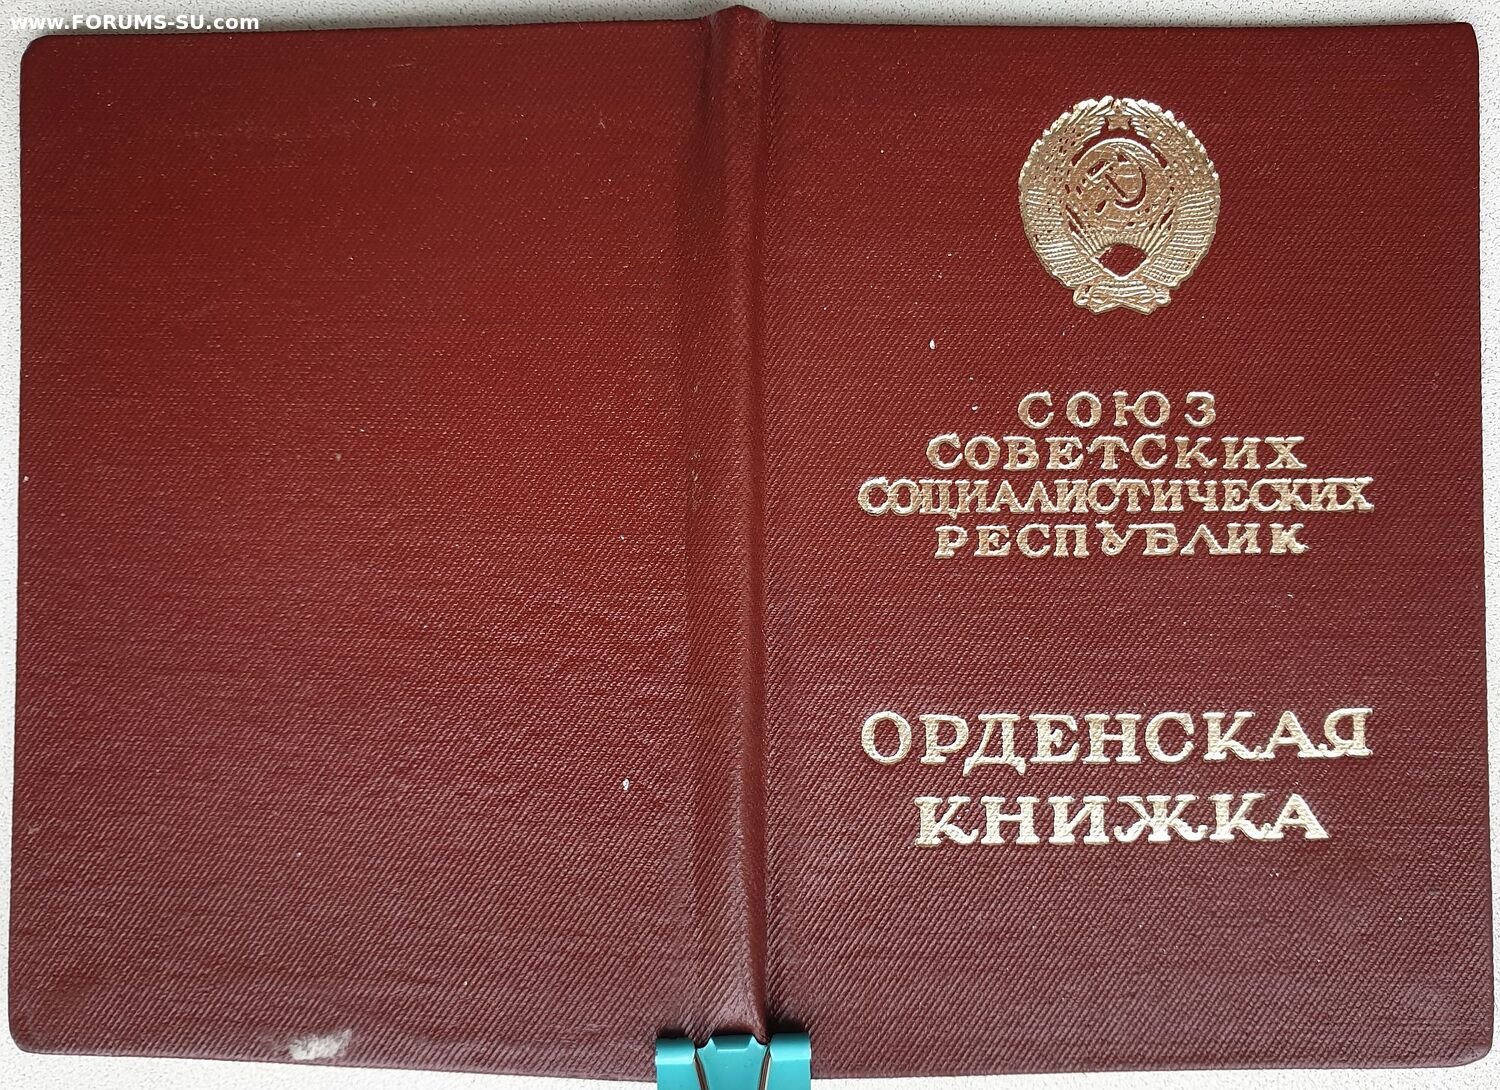 www.FORUMS-SU.com
СОЮЗ
СОВЕТСКИХ
СОЦИАЛИСТИЧЕСКИХ
РЕСПУБЛИК
ОРДЕНСКАЯ
КНИЖКА